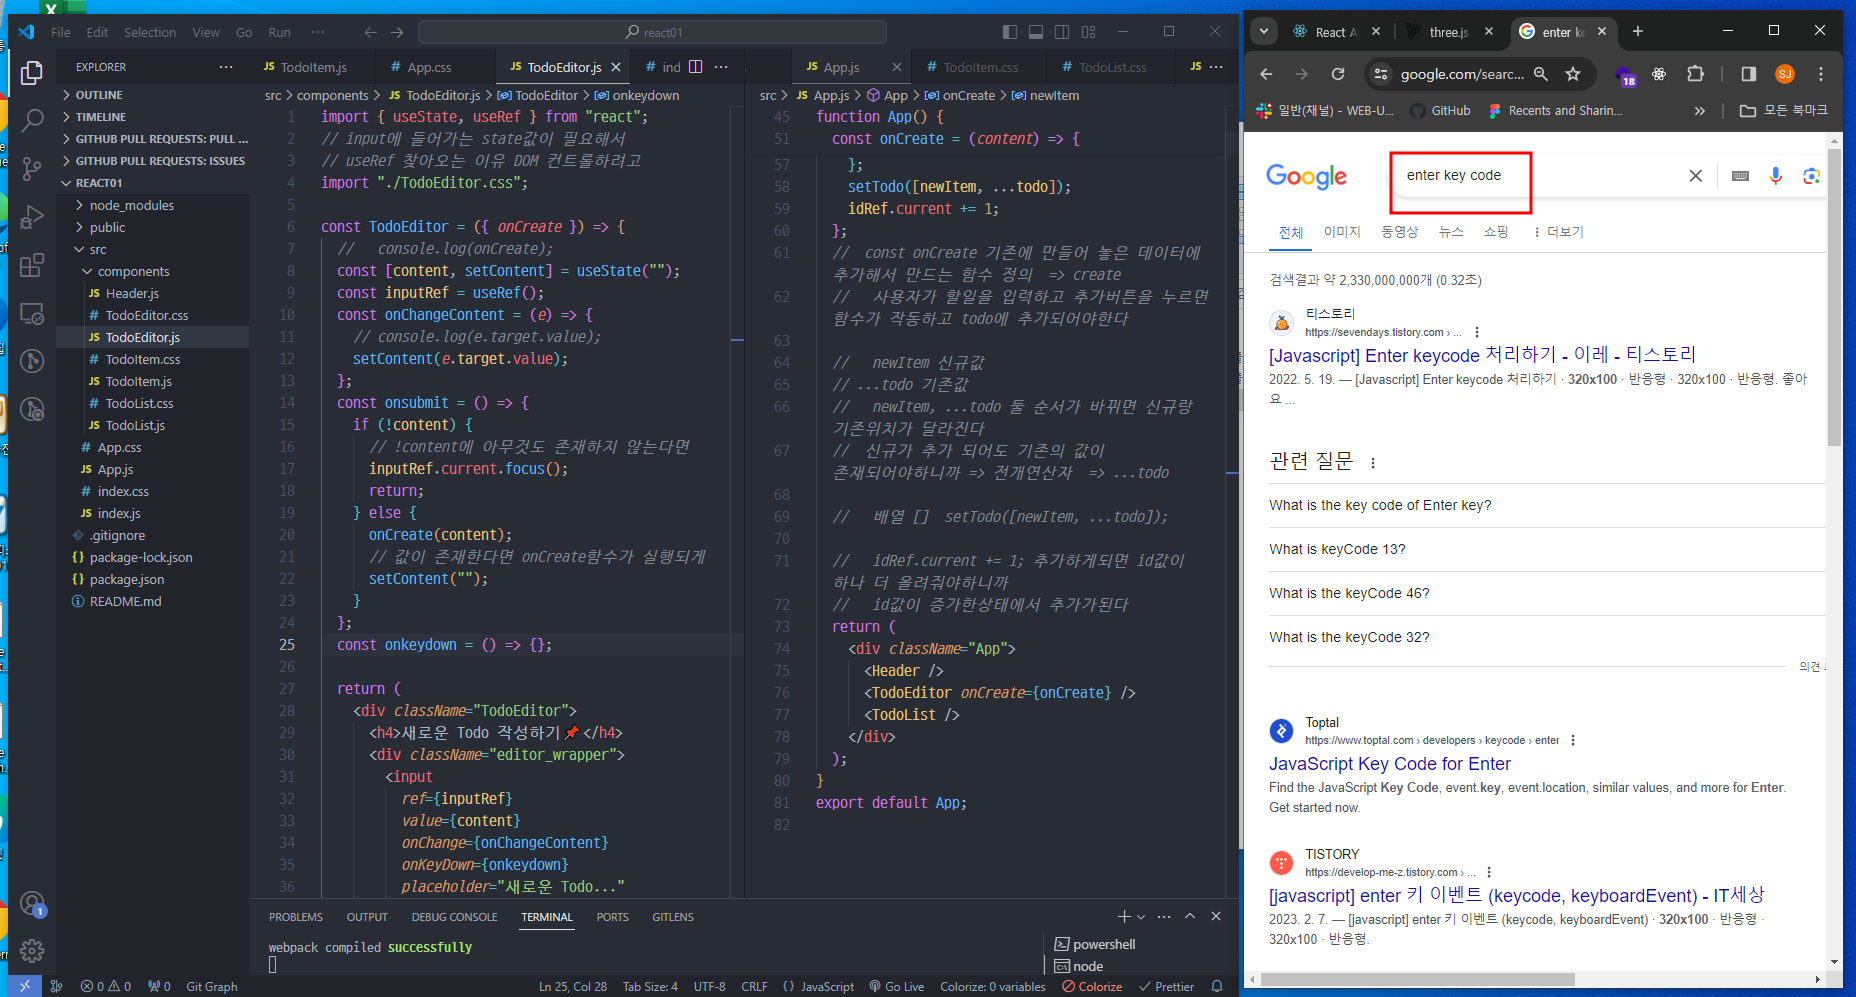 File Edit Selection View Go Run ··· react01
EXPLORER ···
OUTLINE
TIMELINE
GITHUB PULL REQUESTS: PULL ...
GITHUB PULL REQUESTS: ISSUES
REACT01
node_modules
public
src
components
JS Header.js
# TodoEditor.css
JS TodoEditor.js
# TodoItem.css
JS TodoItem.js
# TodoList.css
JS TodoList.js
# App.css
JS App.js
# index.css
JS index.js
.gitignore
{} package-lock.json
{} package.json
README.md
JS TodoItem.js # App.css JS TodoEditor.js # ind ···
src > components > JS TodoEditor.js > TodoEditor > onkeydown
1 import { useState, useRef } from "react";
2 // input에 들어가는 state값이 필요해서
3 // useRef 찾아오는 이유 DOM 컨트롤하려고
4 import "./TodoEditor.css";
5
6 const TodoEditor = ({ onCreate }) => {
7 //   console.log(onCreate);
8 const [content, setContent] = useState("");
9 const inputRef = useRef();
10 const onChangeContent = (e) => {
11 // console.log(e.target.value);
12 setContent(e.target.value);
13 };
14 const onsubmit = () => {
15 if (!content) {
16 // !content에 아무것도 존재하지 않는다면
17 inputRef.current.focus();
18 return;
19 } else {
20 onCreate(content);
21 // 값이 존재한다면 onCreate함수가 실행되게
22 setContent("");
23 }
24 };
25 const onkeydown = () => {};
26
27 return (
28 <div className="TodoEditor">
29 <h4>새로운 Todo 작성하기📌</h4>
30 <div className="editor_wrapper">
31 <input
32 ref={inputRef}
33 value={content}
34 onChange={onChangeContent}
35 onKeyDown={onkeydown}
36 placeholder="새로운 Todo..."
JS App.js # TodoItem.css # TodoList.css JS ···
src > JS App.js > App > onCreate > newItem
45 function App() {
51 const onCreate = (content) => {
57 };
58 setTodo([newItem, ...todo]);
59 idRef.current += 1;
60 };
61 //  const onCreate 기존에 만들어 놓은 데이터에
추가해서 만드는 함수 정의  => create
62 //   사용자가 할일을 입력하고 추가버튼을 누르면
함수가 작동하고 todo에 추가되어야한다
63
64 //   newItem 신규값
65 // ...todo 기존값
66 //   newItem, ...todo 둘 순서가 바뀌면 신규랑
기존위치가 달라진다
67 //  신규가 추가 되어도 기존의 값이
존재되어야하니까 => 전개연산자  => ...todo
68
69 //   배열 []  setTodo([newItem, ...todo]);
70
71 //   idRef.current += 1; 추가하게되면 id값이
하나 더 올려줘야하니까
72 //   id값이 증가한상태에서 추가가된다
73 return (
74 <div className="App">
75 <Header />
76 <TodoEditor onCreate={onCreate} />
77 <TodoList />
78 </div>
79 );
80 }
81 export default App;
82
PROBLEMS OUTPUT DEBUG CONSOLE TERMINAL PORTS GITLENS
webpack compiled successfully
powershell
node
0 0 0 Git Graph Ln 25, Col 28 Tab Size: 4 UTF-8 CRLF {} JavaScript Go Live Colorize: 0 variables Colorize Prettier
1
React A three.js enter ke
google.com/searc... 18 SJ
일반(채널) - WEB-U... GitHub Recents and Sharin... » 모든 북마크
Google enter key code
전체 이미지 동영상 뉴스 쇼핑 더보기
검색결과 약 2,330,000,000개 (0.32초)
티스토리
https://sevendays.tistory.com › ...
[Javascript] Enter keycode 처리하기 - 이레 - 티스토리
2022. 5. 19. — [Javascript] Enter keycode 처리하기 · 320x100 · 반응형 · 320x100 · 반응형. 좋아
요 ...
관련 질문
What is the key code of Enter key?
What is keyCode 13?
What is the keyCode 46?
What is the keyCode 32?
의견
Toptal
https://www.toptal.com › developers › keycode › enter
JavaScript Key Code for Enter
Find the JavaScript Key Code, event.key, event.location, similar values, and more for Enter.
Get started now.
TISTORY
https://develop-me-z.tistory.com › ...
[javascript] enter 키 이벤트 (keycode, keyboardEvent) - IT세상
2023. 2. 7. — [javascript] enter 키 이벤트 (keycode, keyboardEvent) · 320x100 · 반응형 ·
320x100 · 반응형.